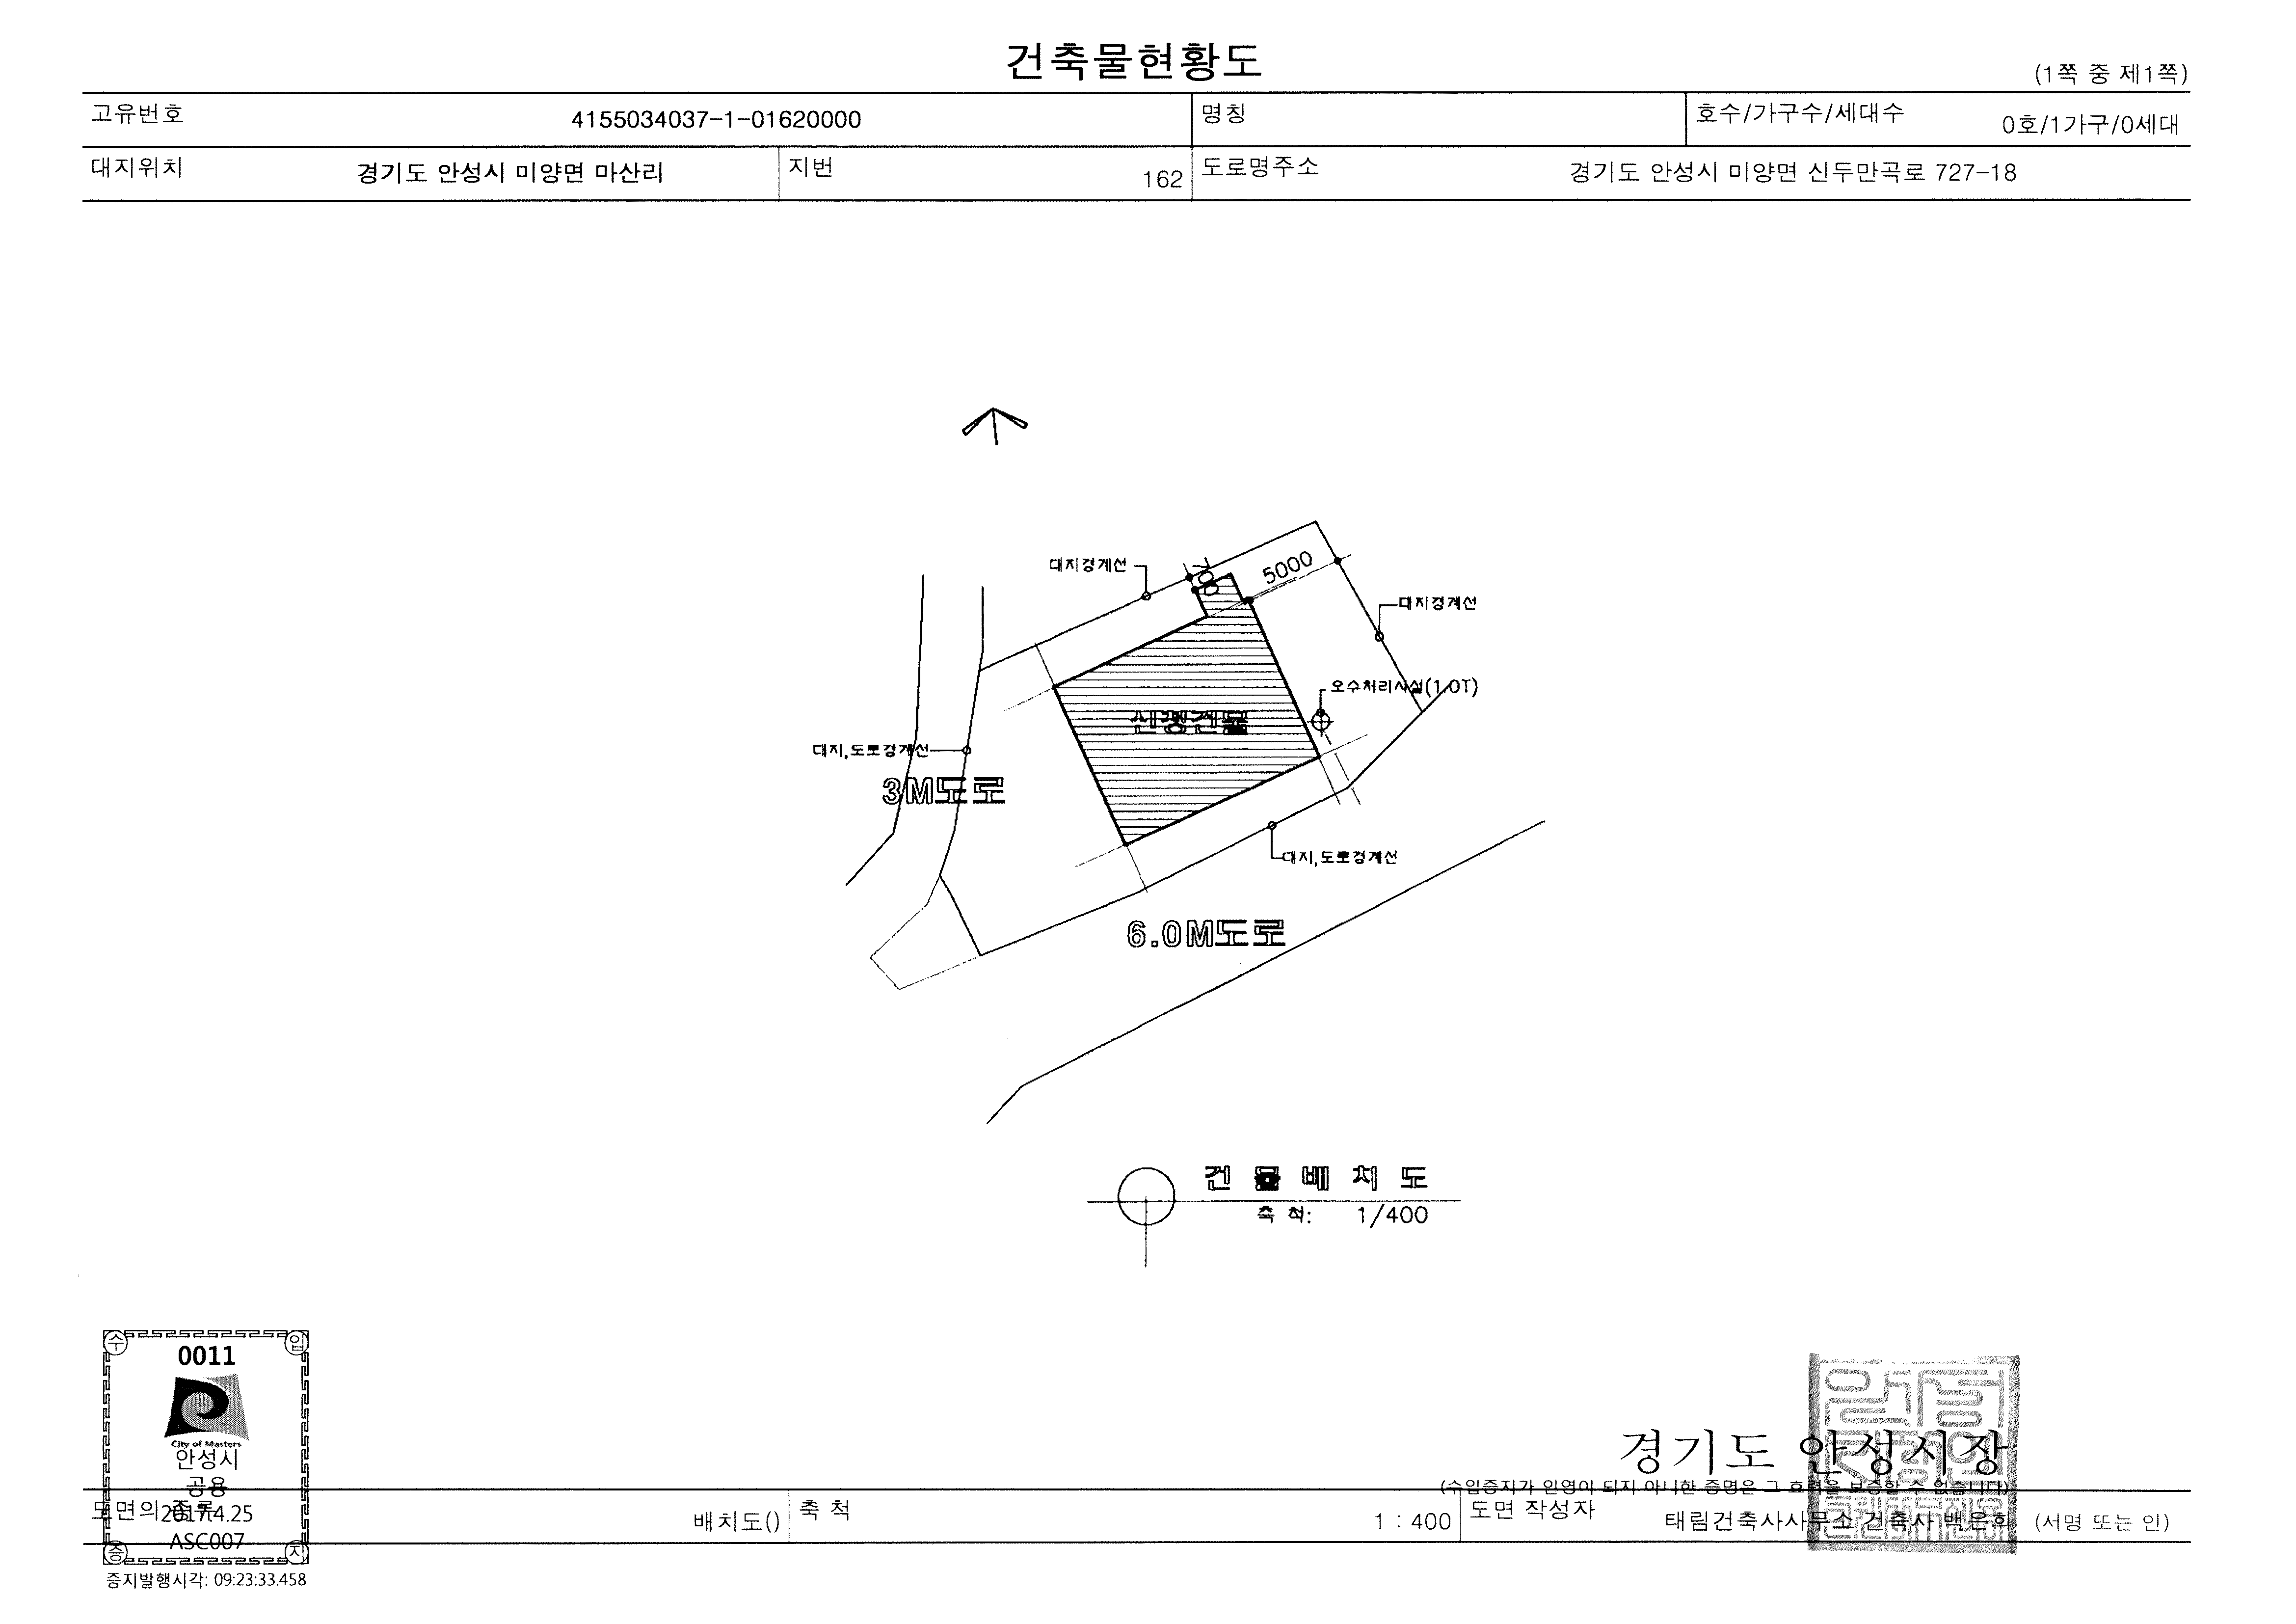 건축물현황도
(1쪽 중 제1쪽)
고유번호 4155034037-1-01620000 명칭 호수/가구수/세대수 0호/1가구/0세대
대지위치 경기도 안성시 미양면 마산리 지번 162 도로명주소 경기도 안성시 미양면 신두만곡로 727-18
대지경계선
5000
대지경계선
오수처리시설(1.0T)
신청건물
대지,도로경계선
3M도로
대지,도로경계선
6.0M도로
건물배치도
축척: 1/400
수 입
0011
City of Masters
안성시
공용
2017.4.25
ASC007
증 지
증지발행시각: 09:23:33.458
경기도 안성시장
(수입증지가 인영이 되지 아니한 증명은 그 효력을 보증할 수 없습니다)
도면의 종류 배치도() 축 척 1 : 400 도면 작성자 태림건축사사무소 건축사 백운희 (서명 또는 인)